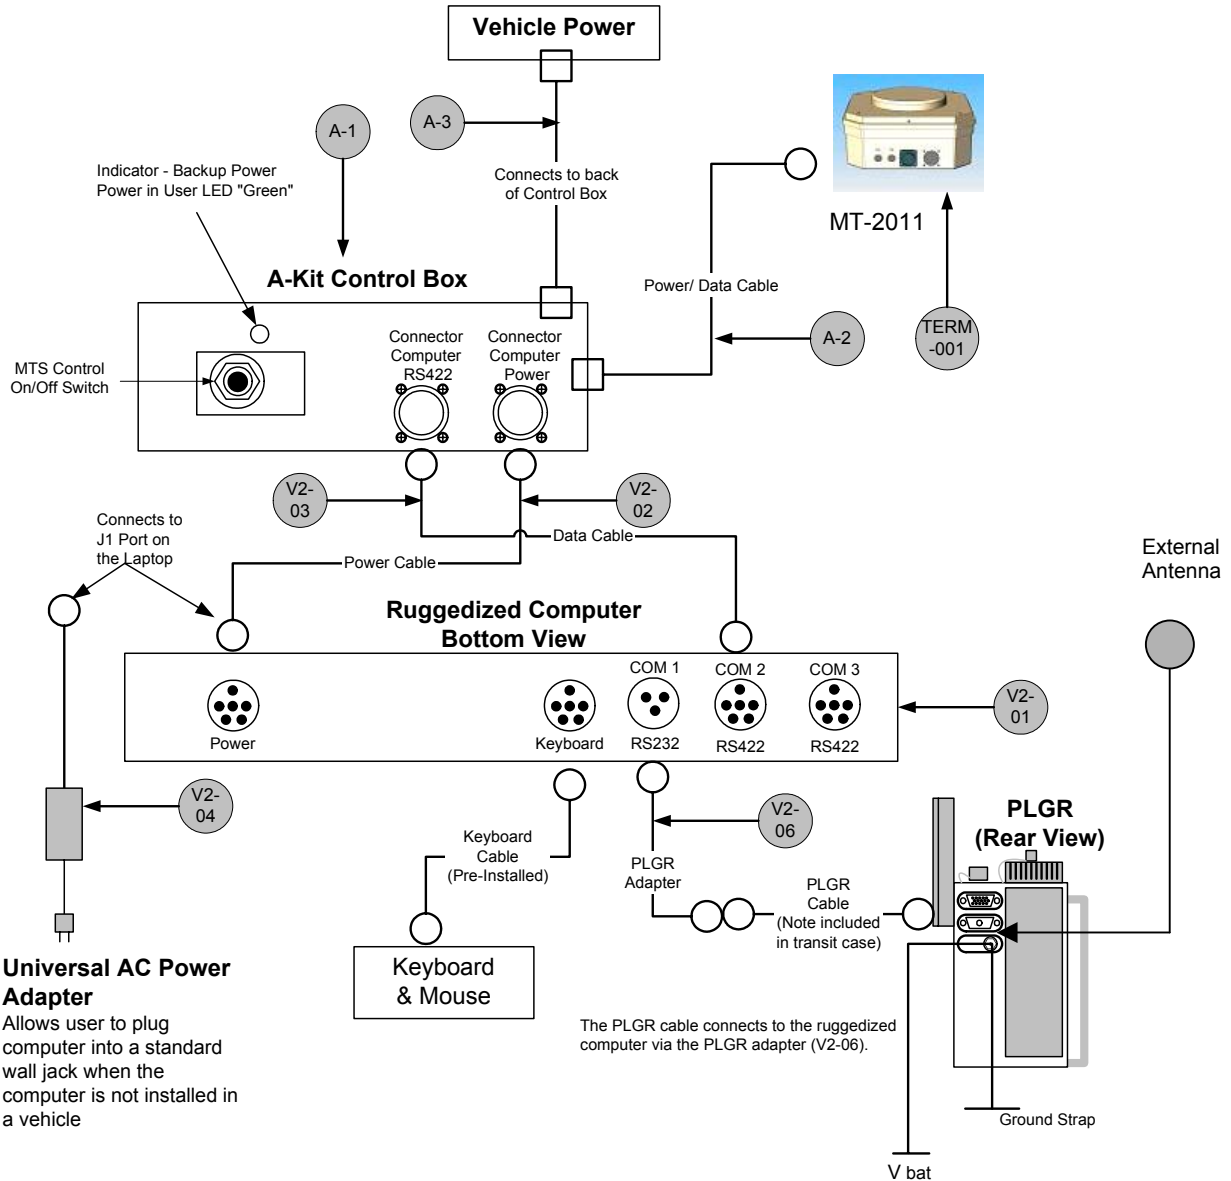 Vehicle Power
A-1
A-3
Indicator - Backup Power
Power in User LED "Green"
Connects to back
of Control Box
MT-2011
A-Kit Control Box
Power/ Data Cable
TERM
-001
A-2
MTS Control
On/Off Switch
Connector
Computer
RS422
Connector
Computer
Power
V2-
03
V2-
02
Connects to
J1 Port on
the Laptop
Data Cable
Power Cable
External
Antenna
Ruggedized Computer
Bottom View
COM 1
COM 2
COM 3
V2-
01
Power
Keyboard
RS232
RS422
RS422
V2-
04
V2-
06
PLGR
(Rear View)
Keyboard
Cable
(Pre-Installed)
PLGR
Adapter
PLGR
Cable
(Note included
in transit case)
Universal AC Power
Adapter
Allows user to plug
computer into a standard
wall jack when the
computer is not installed in
a vehicle
Keyboard
& Mouse
The PLGR cable connects to the ruggedized
computer via the PLGR adapter (V2-06).
Ground Strap
V bat